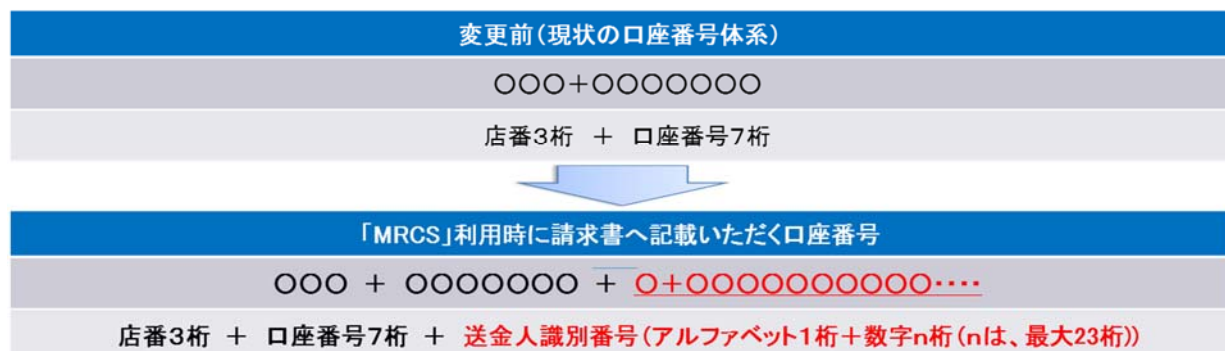 変更前(現状の口座番号体系)
〇〇〇+〇〇〇〇〇〇〇
店番3桁 + 口座番号7桁
「MRCS」利用時に請求書へ記載いただく口座番号
〇〇〇 + 〇〇〇〇〇〇〇 + 〇+〇〇〇〇〇〇〇〇〇〇‥‥
店番3桁 + 口座番号7桁 + 送金人識別番号(アルファベット1桁+数字n桁(nは、最大23桁))